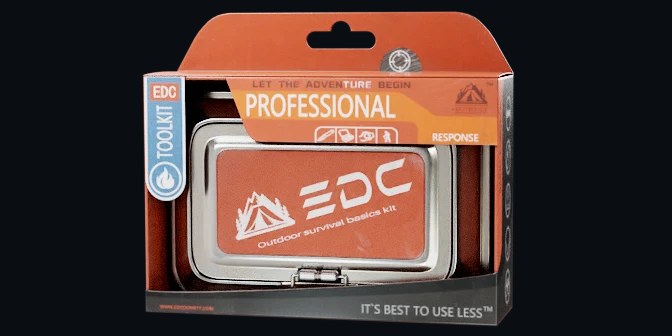 LET THE ADVENTURE BEGIN
PROFESSIONAL
RESPONSE
EDC
TOOLKIT
EDC
Outdoor survival basics kit
IT'S BEST TO USE LESS™